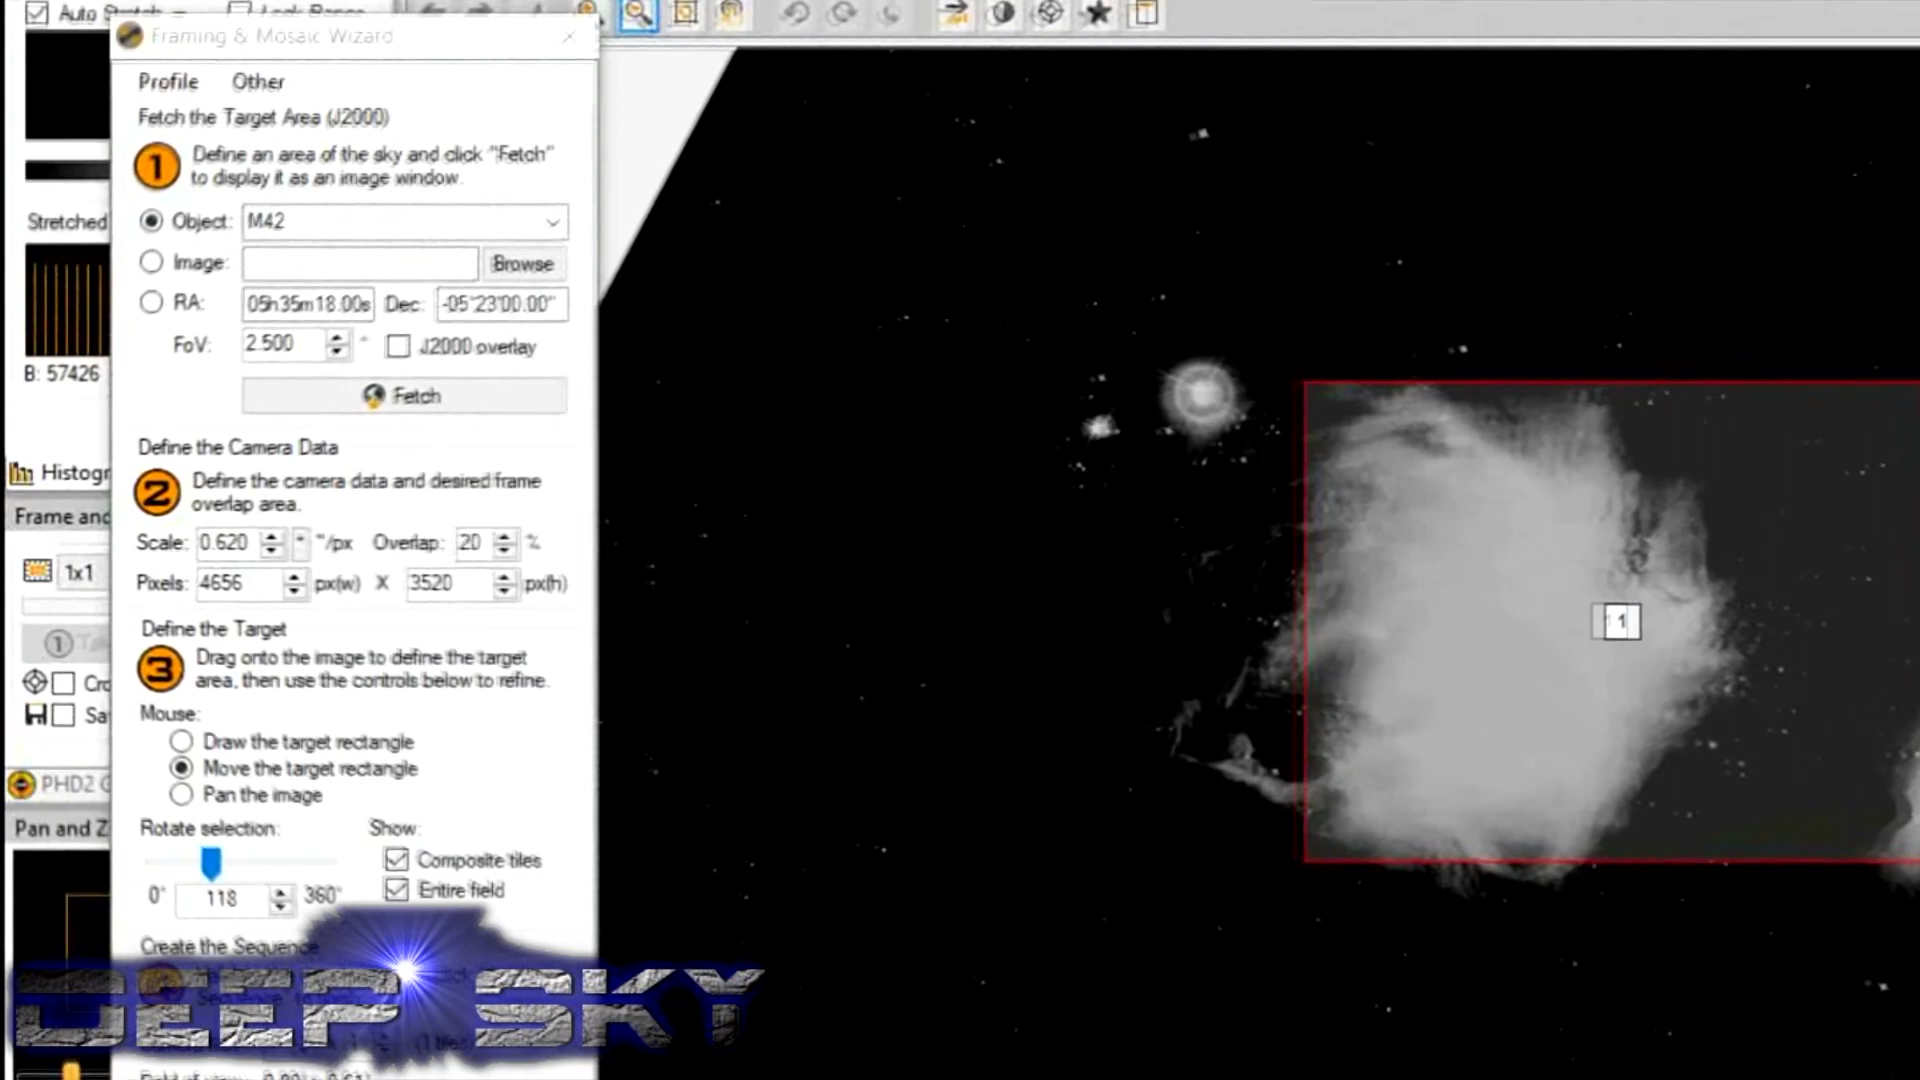 Auto Stretch
Framing & Mosaic Wizard
Profile Other
Fetch the Target Area (J2000)
1 Define an area of the sky and click "Fetch"
to display it as an image window.
Stretched
Object: M42
Image: Browse
RA: 05h35m18.00s Dec: -05°23'00.00"
FoV: 2.500 ° J2000 overlay
B: 57426
Fetch
Define the Camera Data
Histogr
2 Define the camera data and desired frame
overlap area.
Frame and
Scale: 0.620 "/px Overlap: 20 %
1x1
Pixels: 4656 px(w) X 3520 px(h)
Define the Target
1
3 Drag onto the image to define the target
area, then use the controls below to refine.
1
Cro
Sa
Mouse:
Draw the target rectangle
Move the target rectangle
PHD2 G
Pan the image
Pan and Z
Rotate selection: Show:
Composite tiles
0° 118 360° Entire field
Create the Sequence
DEEP SKY